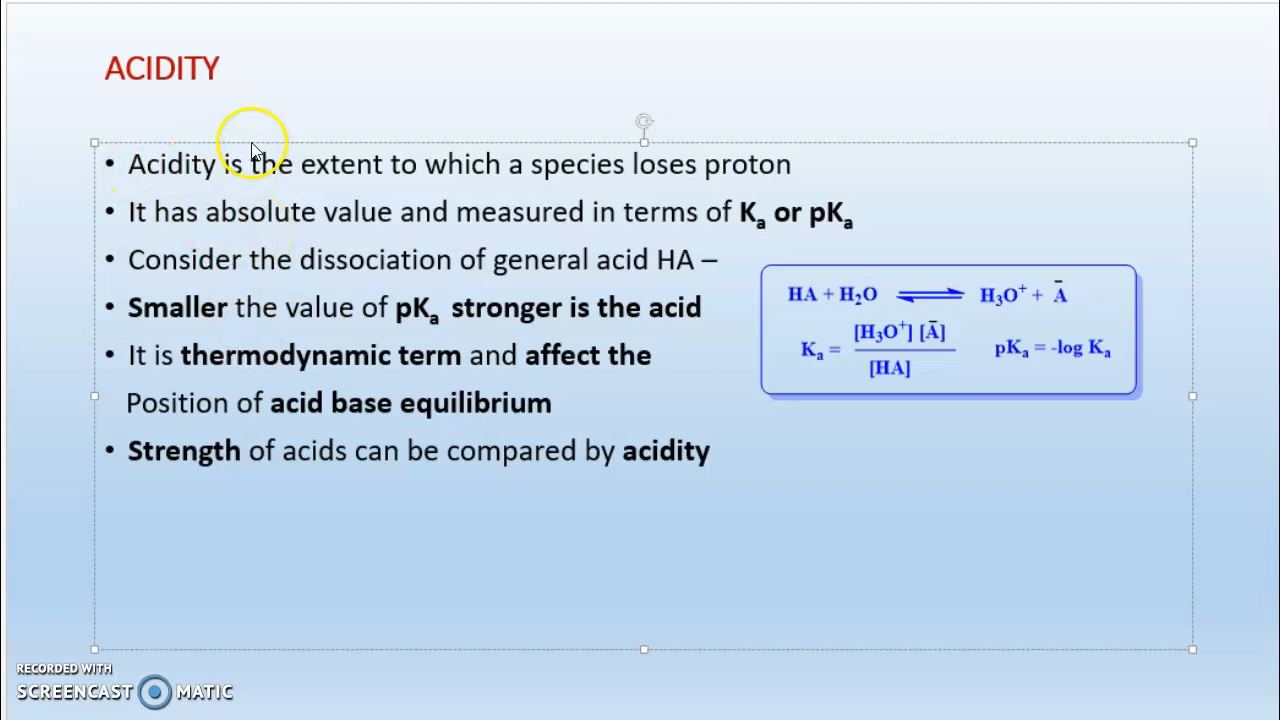 ACIDITY
• Acidity is the extent to which a species loses proton
• It has absolute value and measured in terms of Ka or pKa
• Consider the dissociation of general acid HA –
• Smaller the value of pKa stronger is the acid
• It is thermodynamic term and affect the
Position of acid base equilibrium
• Strength of acids can be compared by acidity
HA + H₂O ⇌ H₃O⁺ + Ā
Ka = [H₃O⁺] [Ā] / [HA]
pKa = -log Ka
RECORDED WITH
SCREENCAST MATIC